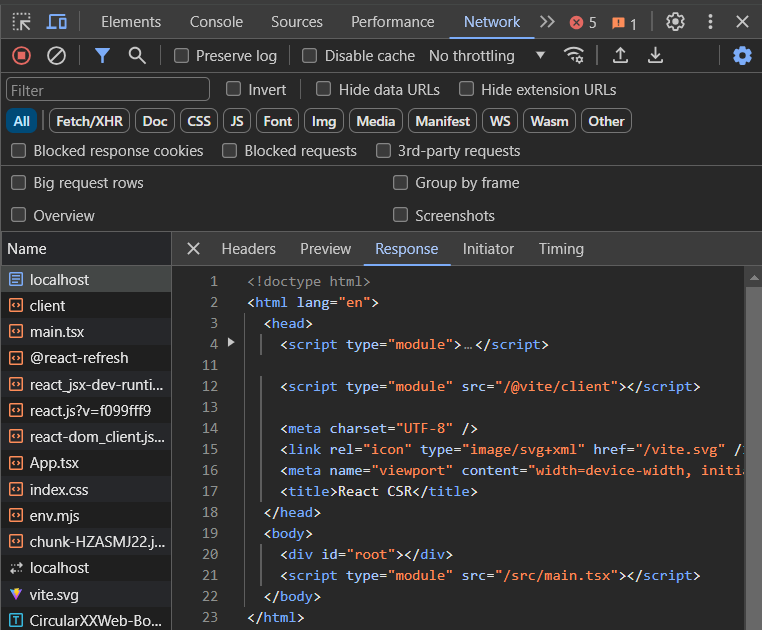 Elements Console Sources Performance Network 5 1
Preserve log Disable cache No throttling
Filter Invert Hide data URLs Hide extension URLs
All Fetch/XHR Doc CSS JS Font Img Media Manifest WS Wasm Other
Blocked response cookies Blocked requests 3rd-party requests
Big request rows Group by frame
Overview Screenshots
Name
localhost
client
main.tsx
@react-refresh
react_jsx-dev-runti...
react.js?v=f099fff9
react-dom_client.js...
App.tsx
index.css
env.mjs
chunk-HZASMJ22.j...
localhost
vite.svg
CircularXXWeb-Bo...
Headers Preview Response Initiator Timing
1 <!doctype html>
2 <html lang="en">
3 <head>
4 <script type="module">…</script>
11
12 <script type="module" src="/@vite/client"></script>
13
14 <meta charset="UTF-8" />
15 <link rel="icon" type="image/svg+xml" href="/vite.svg" /
16 <meta name="viewport" content="width=device-width, initia
17 <title>React CSR</title>
18 </head>
19 <body>
20 <div id="root"></div>
21 <script type="module" src="/src/main.tsx"></script>
22 </body>
23 </html>